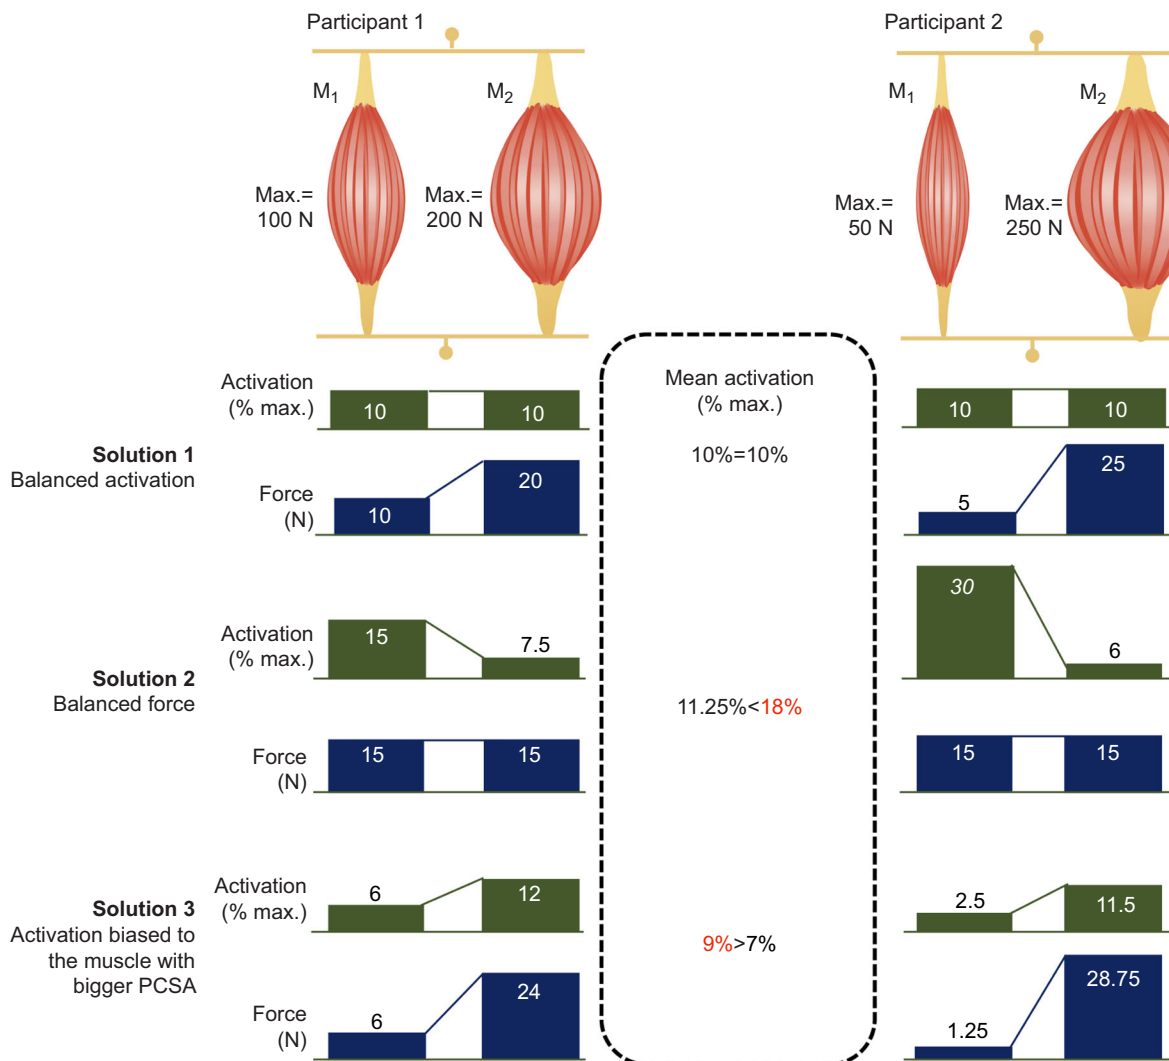 Participant 1
Participant 2
M1
M2
M1
M2
Max.=
100 N
Max.=
200 N
Max.=
50 N
Max.=
250 N
Activation
(% max.)
10
10
Mean activation
(% max.)
10
10
Solution 1
Balanced activation
10%=10%
Force
(N)
10
20
5
25
Solution 2
Balanced force
Activation
(% max.)
15
7.5
30
6
11.25%<18%
Force
(N)
15
15
15
15
Solution 3
Activation biased to
the muscle with
bigger PCSA
Activation
(% max.)
6
12
2.5
11.5
9%>7%
Force
(N)
6
24
1.25
28.75